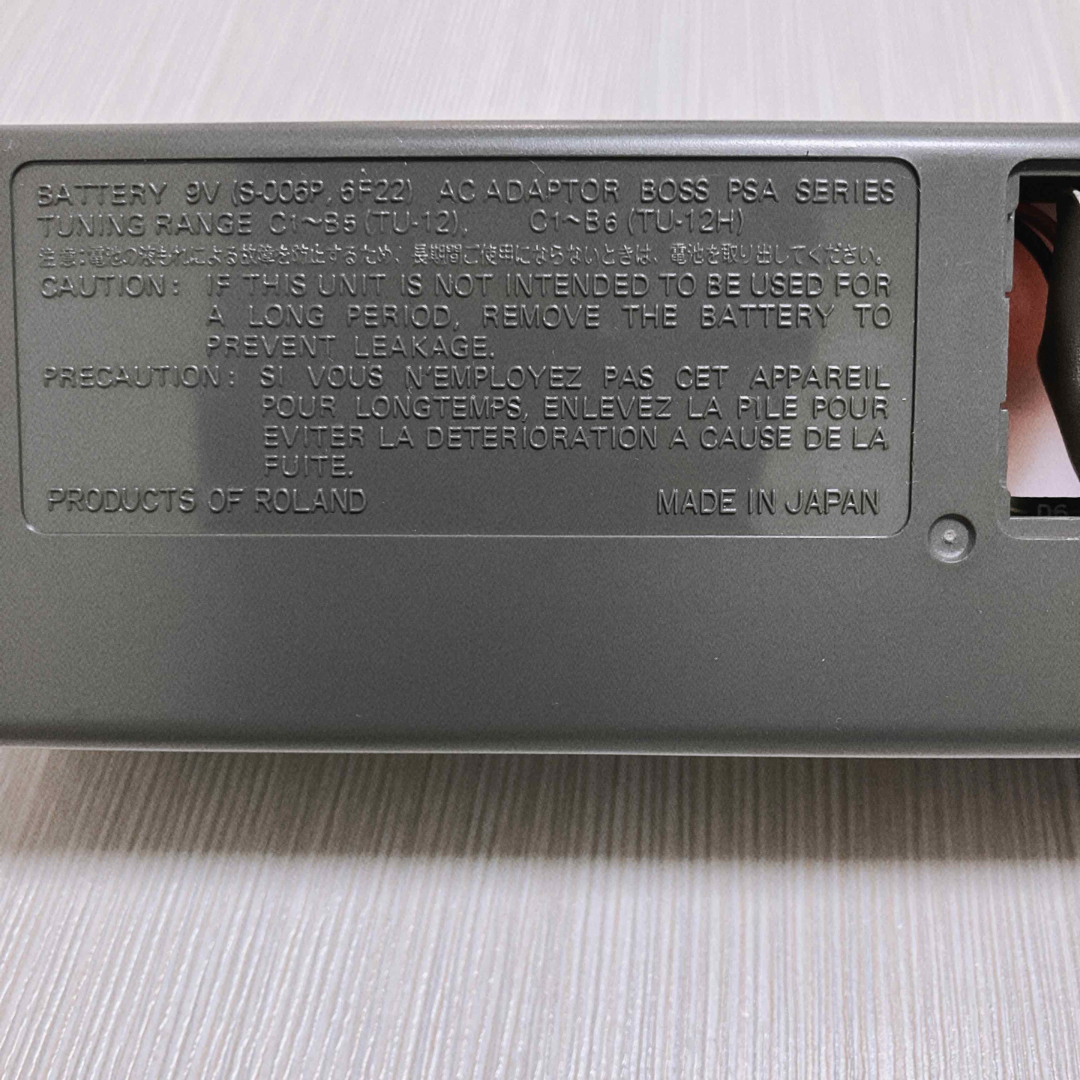 BATTERY 9V (S-006P, 6F22) AC ADAPTOR BOSS PSA SERIES
TUNING RANGE C1~B5 (TU-12), C1~B6 (TU-12H)
注意:電池の液もれによる故障を防止するため、長期間ご使用にならないときは、電池を取り出してください。
CAUTION: IF THIS UNIT IS NOT INTENDED TO BE USED FOR
A LONG PERIOD, REMOVE THE BATTERY TO
PREVENT LEAKAGE.
PRECAUTION: SI VOUS N'EMPLOYEZ PAS CET APPAREIL
POUR LONGTEMPS, ENLEVEZ LA PILE POUR
EVITER LA DETERIORATION A CAUSE DE LA
FUITE.
PRODUCTS OF ROLAND MADE IN JAPAN